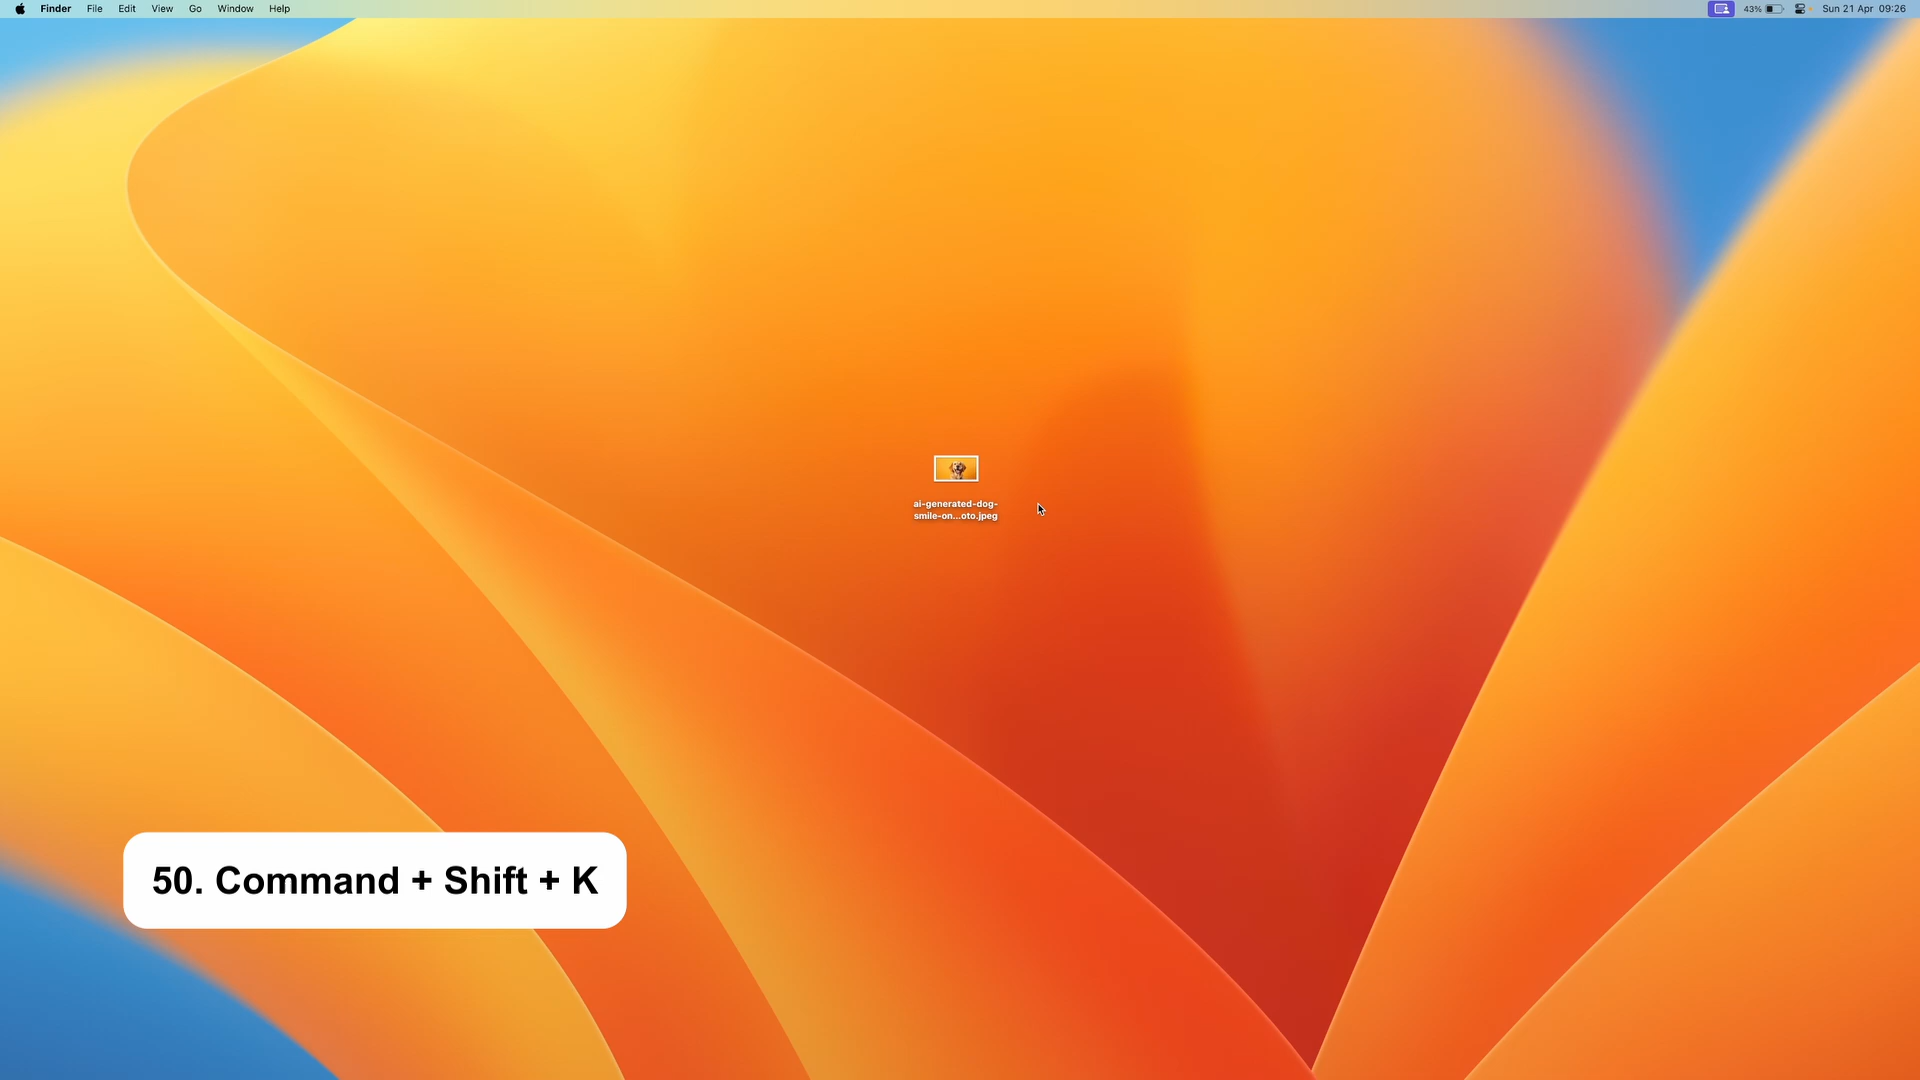 Finder File Edit View Go Window Help
43% Sun 21 Apr 09:26
ai-generated-dog-
smile-on...oto.jpeg
50. Command + Shift + K